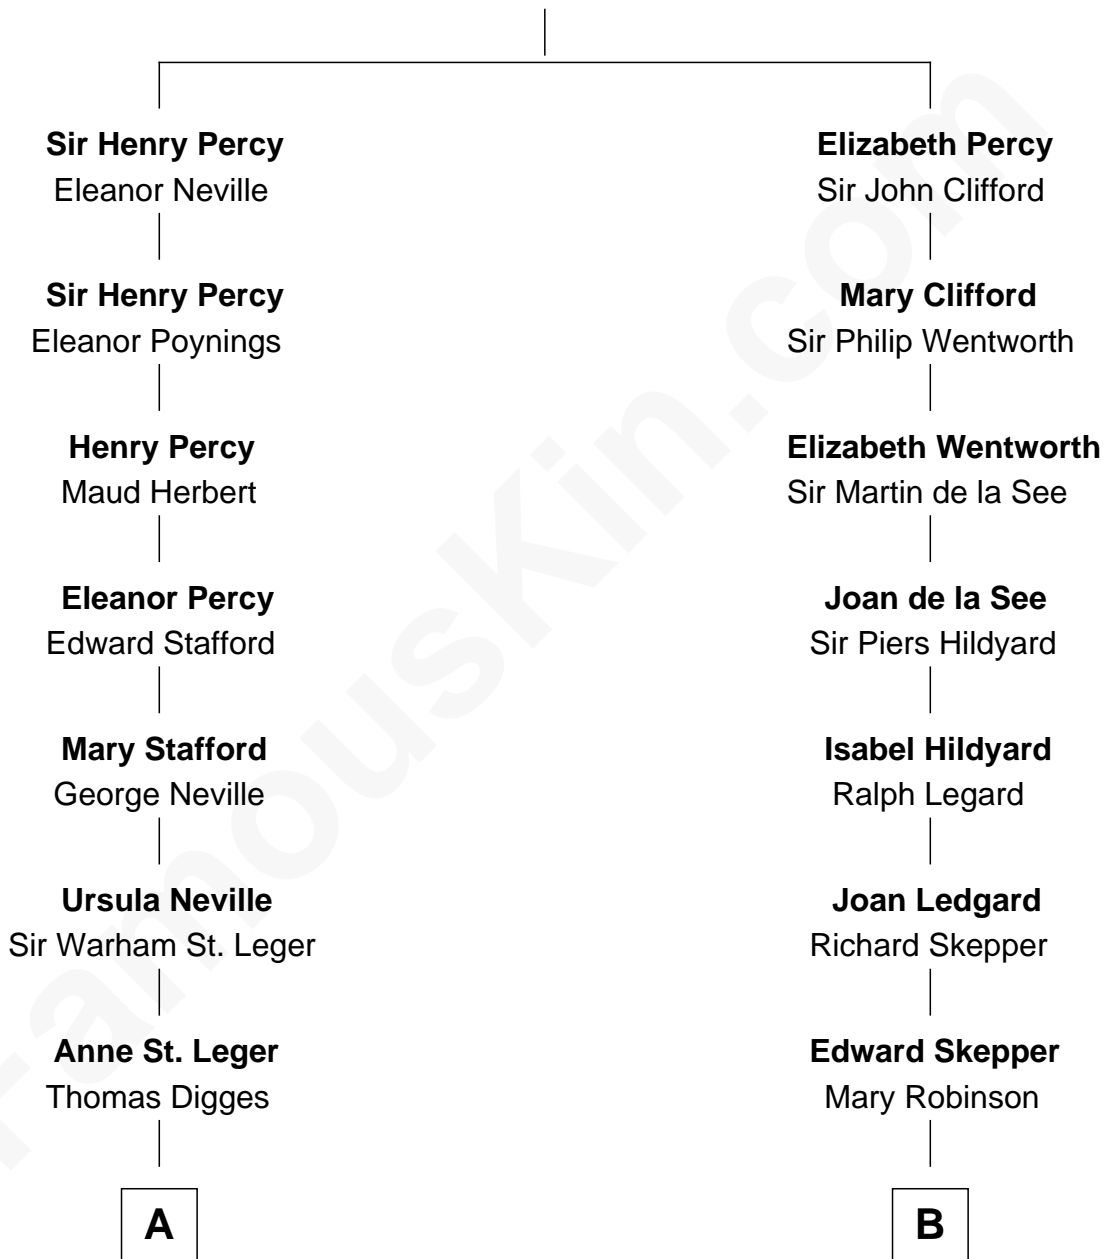 Sir Henry Percy
Eleanor Neville
Sir Henry Percy
Eleanor Poynings
Henry Percy
Maud Herbert
Eleanor Percy
Edward Stafford
Mary Stafford
George Neville
Ursula Neville
Sir Warham St. Leger
Anne St. Leger
Thomas Digges
A
Elizabeth Percy
Sir John Clifford
Mary Clifford
Sir Philip Wentworth
Elizabeth Wentworth
Sir Martin de la See
Joan de la See
Sir Piers Hildyard
Isabel Hildyard
Ralph Legard
Joan Ledgard
Richard Skepper
Edward Skepper
Mary Robinson
B
FamousKin.com